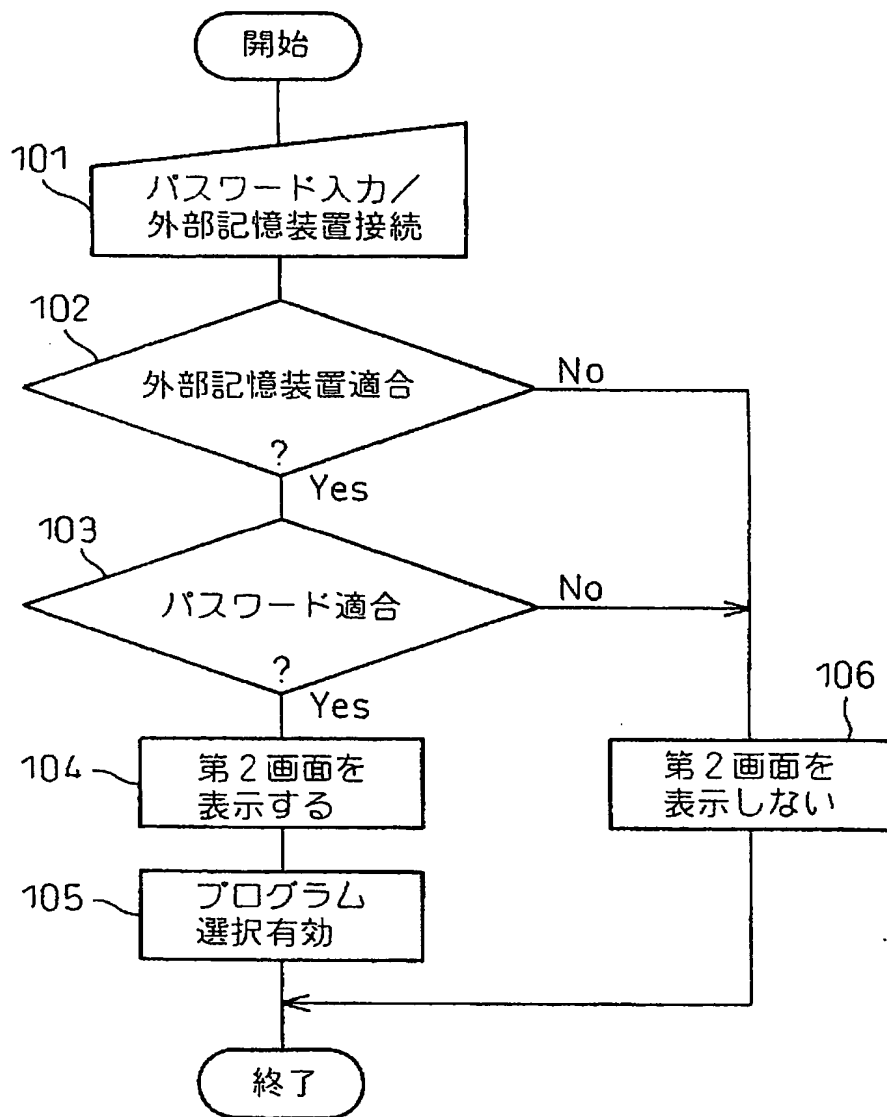 開始
101
パスワード入力／
外部記憶装置接続
102
外部記憶装置適合
?
No
Yes
103
パスワード適合
?
No
Yes
104
第2画面を
表示する
106
第2画面を
表示しない
105
プログラム
選択有効
終了